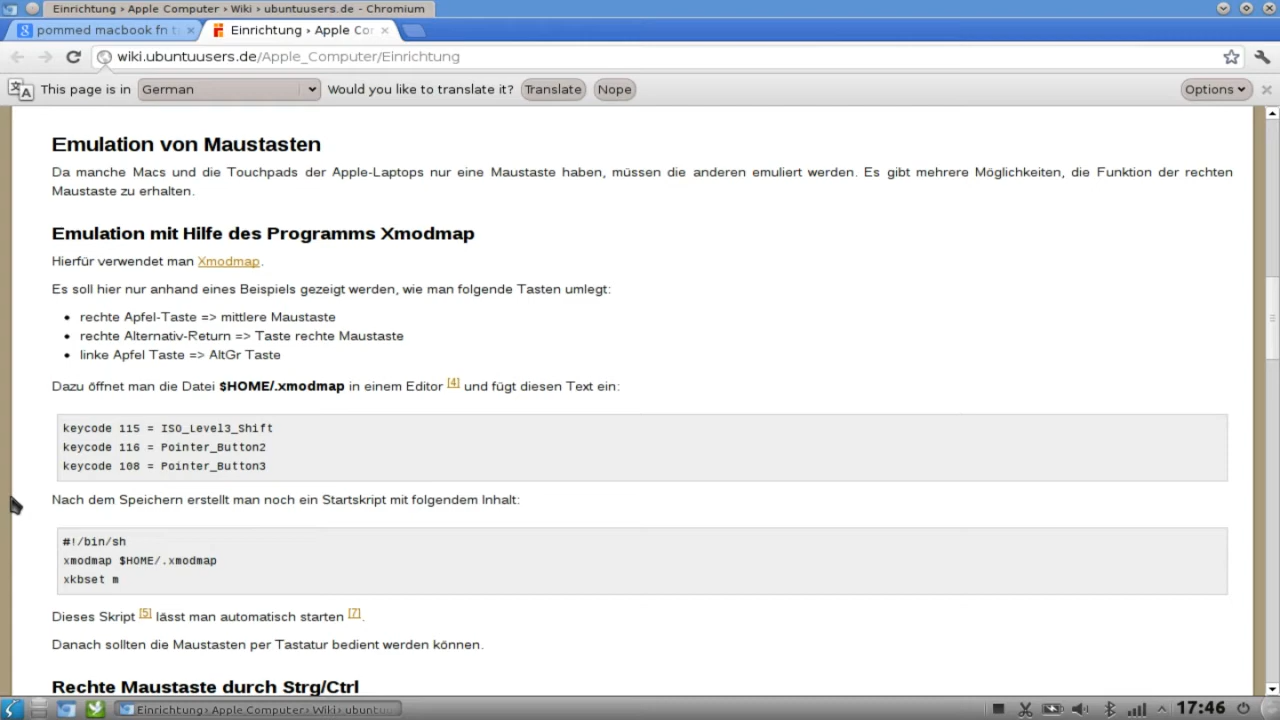 Einrichtung › Apple Computer › Wiki › ubuntuusers.de - Chromium
pommed macbook fn t
Einrichtung › Apple Co
wiki.ubuntuusers.de/Apple_Computer/Einrichtung
This page is in German Would you like to translate it? Translate Nope Options
Emulation von Maustasten
Da manche Macs und die Touchpads der Apple-Laptops nur eine Maustaste haben, müssen die anderen emuliert werden. Es gibt mehrere Möglichkeiten, die Funktion der rechten
Maustaste zu erhalten.
Emulation mit Hilfe des Programms Xmodmap
Hierfür verwendet man Xmodmap.
Es soll hier nur anhand eines Beispiels gezeigt werden, wie man folgende Tasten umlegt:
• rechte Apfel-Taste => mittlere Maustaste
• rechte Alternativ-Return => Taste rechte Maustaste
• linke Apfel Taste => AltGr Taste
Dazu öffnet man die Datei $HOME/.xmodmap in einem Editor [4] und fügt diesen Text ein:
keycode 115 = ISO_Level3_Shift
keycode 116 = Pointer_Button2
keycode 108 = Pointer_Button3
Nach dem Speichern erstellt man noch ein Startskript mit folgendem Inhalt:
#!/bin/sh
xmodmap $HOME/.xmodmap
xkbset m
Dieses Skript [5] lässt man automatisch starten [7].
Danach sollten die Maustasten per Tastatur bedient werden können.
Rechte Maustaste durch Strg/Ctrl
Einrichtung › Apple Computer › Wiki › ubuntu
17:46